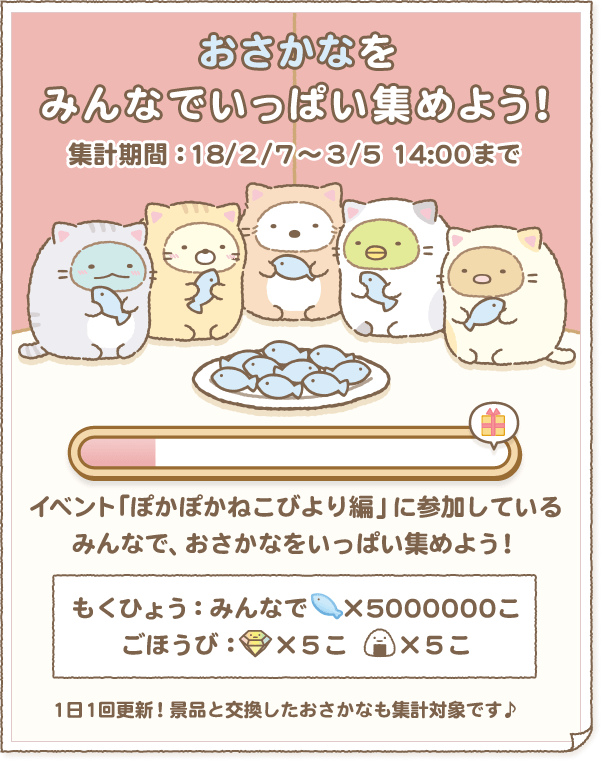 おさかなを
みんなでいっぱい集めよう！
集計期間：18/2/7～3/5 14:00まで
イベント「ぽかぽかねこびより編」に参加している
みんなで、おさかなをいっぱい集めよう！
もくひょう：みんなで×5000000こ
ごほうび：×５こ ×５こ
1日1回更新！景品と交換したおさかなも集計対象です♪